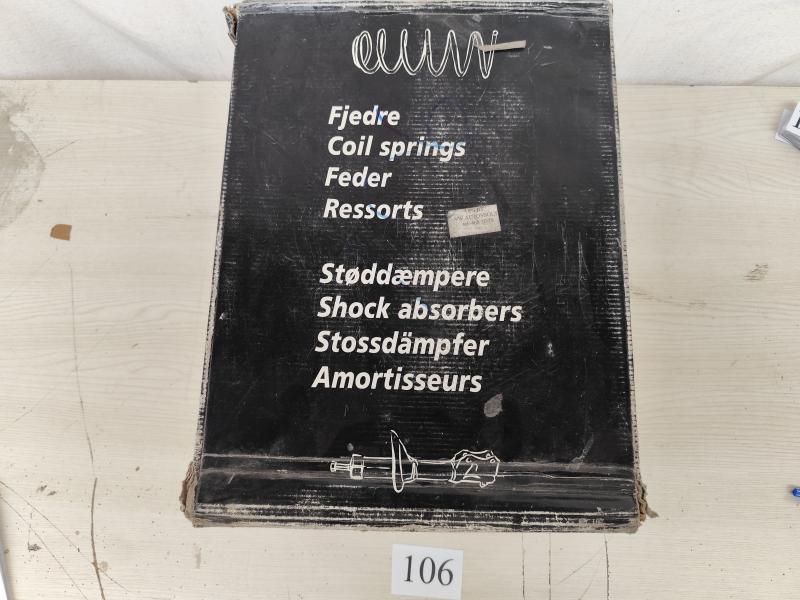 Fjedre
Coil springs
Feder
Ressorts
Støddæmpere
Shock absorbers
Stossdämpfer
Amortisseurs
106